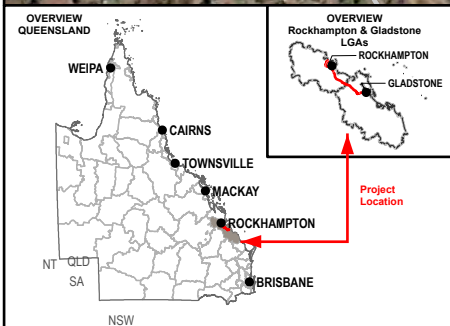 OVERVIEW
QUEENSLAND
WEIPA
CAIRNS
TOWNSVILLE
MACKAY
ROCKHAMPTON
BRISBANE
NT
QLD
SA
NSW
OVERVIEW
Rockhampton & Gladstone
LGAs
ROCKHAMPTON
GLADSTONE
Project
Location